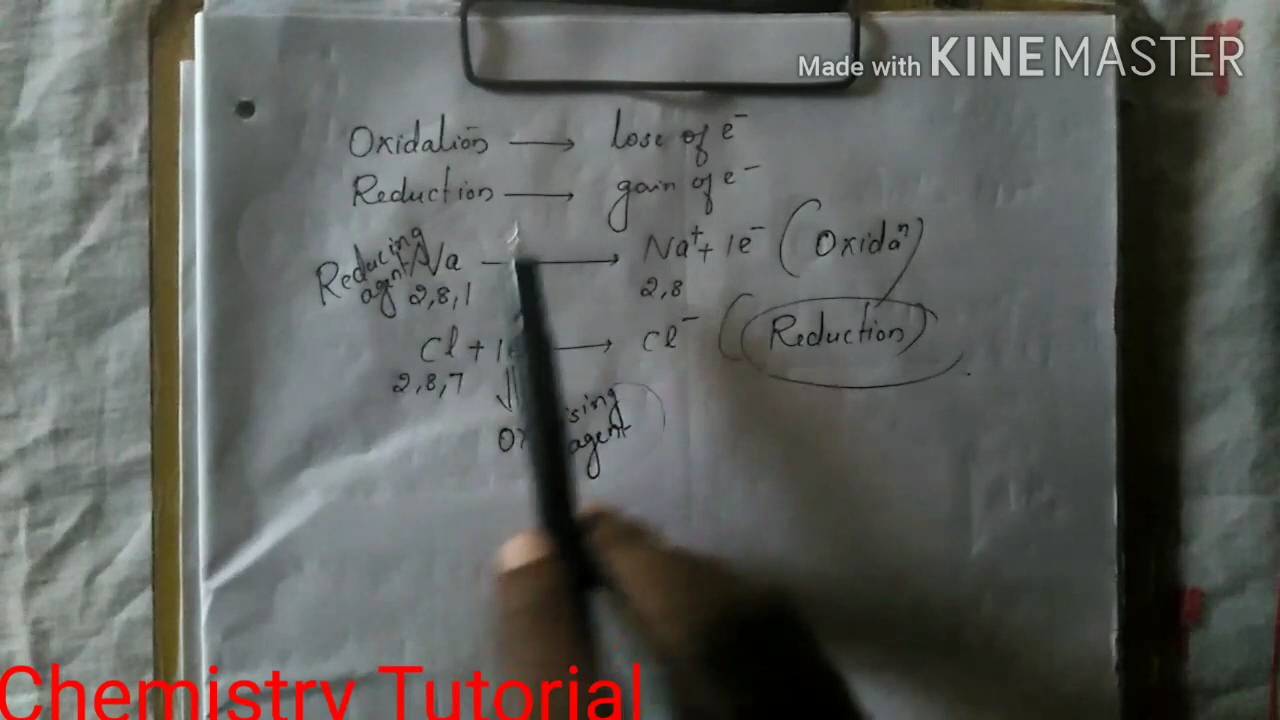 Made with KINEMASTER
Oxidation → lose of e⁻
Reduction → gain of e⁻
Reducing agent Na → Na⁺ + 1e⁻ (Oxidaⁿ)
2,8,1 2,8
Cl + 1 → Cl⁻ (Reduction)
2,8,7
agent
Chemistry Tutorial